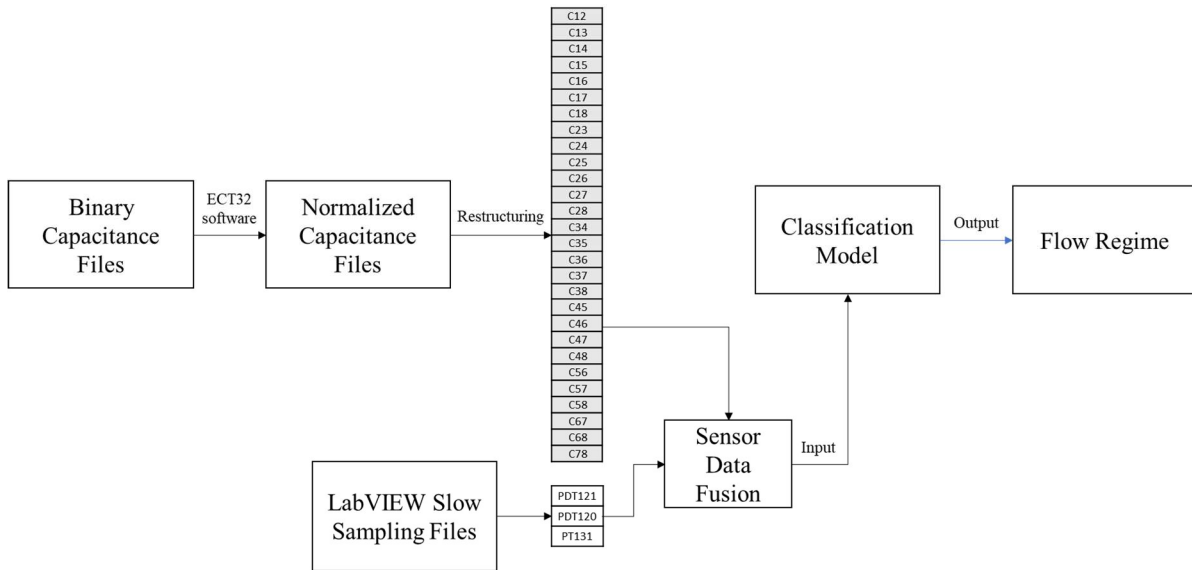 Binary
Capacitance
Files
ECT32
software
Normalized
Capacitance
Files
Restructuring
C12
C13
C14
C15
C16
C17
C18
C23
C24
C25
C26
C27
C28
C34
C35
C36
C37
C38
C45
C46
C47
C48
C56
C57
C58
C67
C68
C78
LabVIEW Slow
Sampling Files
PDT121
PDT120
PT131
Sensor
Data
Fusion
Input
Classification
Model
Output
Flow Regime